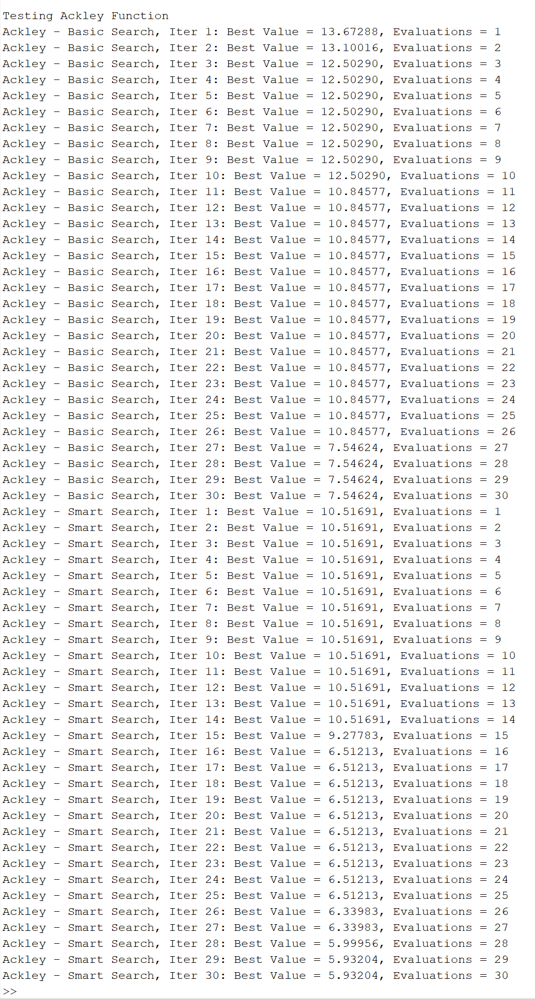 Testing Ackley Function
Ackley - Basic Search, Iter 1: Best Value = 13.67288, Evaluations = 1
Ackley - Basic Search, Iter 2: Best Value = 13.10016, Evaluations = 2
Ackley - Basic Search, Iter 3: Best Value = 12.50290, Evaluations = 3
Ackley - Basic Search, Iter 4: Best Value = 12.50290, Evaluations = 4
Ackley - Basic Search, Iter 5: Best Value = 12.50290, Evaluations = 5
Ackley - Basic Search, Iter 6: Best Value = 12.50290, Evaluations = 6
Ackley - Basic Search, Iter 7: Best Value = 12.50290, Evaluations = 7
Ackley - Basic Search, Iter 8: Best Value = 12.50290, Evaluations = 8
Ackley - Basic Search, Iter 9: Best Value = 12.50290, Evaluations = 9
Ackley - Basic Search, Iter 10: Best Value = 12.50290, Evaluations = 10
Ackley - Basic Search, Iter 11: Best Value = 10.84577, Evaluations = 11
Ackley - Basic Search, Iter 12: Best Value = 10.84577, Evaluations = 12
Ackley - Basic Search, Iter 13: Best Value = 10.84577, Evaluations = 13
Ackley - Basic Search, Iter 14: Best Value = 10.84577, Evaluations = 14
Ackley - Basic Search, Iter 15: Best Value = 10.84577, Evaluations = 15
Ackley - Basic Search, Iter 16: Best Value = 10.84577, Evaluations = 16
Ackley - Basic Search, Iter 17: Best Value = 10.84577, Evaluations = 17
Ackley - Basic Search, Iter 18: Best Value = 10.84577, Evaluations = 18
Ackley - Basic Search, Iter 19: Best Value = 10.84577, Evaluations = 19
Ackley - Basic Search, Iter 20: Best Value = 10.84577, Evaluations = 20
Ackley - Basic Search, Iter 21: Best Value = 10.84577, Evaluations = 21
Ackley - Basic Search, Iter 22: Best Value = 10.84577, Evaluations = 22
Ackley - Basic Search, Iter 23: Best Value = 10.84577, Evaluations = 23
Ackley - Basic Search, Iter 24: Best Value = 10.84577, Evaluations = 24
Ackley - Basic Search, Iter 25: Best Value = 10.84577, Evaluations = 25
Ackley - Basic Search, Iter 26: Best Value = 10.84577, Evaluations = 26
Ackley - Basic Search, Iter 27: Best Value = 7.54624, Evaluations = 27
Ackley - Basic Search, Iter 28: Best Value = 7.54624, Evaluations = 28
Ackley - Basic Search, Iter 29: Best Value = 7.54624, Evaluations = 29
Ackley - Basic Search, Iter 30: Best Value = 7.54624, Evaluations = 30
Ackley - Smart Search, Iter 1: Best Value = 10.51691, Evaluations = 1
Ackley - Smart Search, Iter 2: Best Value = 10.51691, Evaluations = 2
Ackley - Smart Search, Iter 3: Best Value = 10.51691, Evaluations = 3
Ackley - Smart Search, Iter 4: Best Value = 10.51691, Evaluations = 4
Ackley - Smart Search, Iter 5: Best Value = 10.51691, Evaluations = 5
Ackley - Smart Search, Iter 6: Best Value = 10.51691, Evaluations = 6
Ackley - Smart Search, Iter 7: Best Value = 10.51691, Evaluations = 7
Ackley - Smart Search, Iter 8: Best Value = 10.51691, Evaluations = 8
Ackley - Smart Search, Iter 9: Best Value = 10.51691, Evaluations = 9
Ackley - Smart Search, Iter 10: Best Value = 10.51691, Evaluations = 10
Ackley - Smart Search, Iter 11: Best Value = 10.51691, Evaluations = 11
Ackley - Smart Search, Iter 12: Best Value = 10.51691, Evaluations = 12
Ackley - Smart Search, Iter 13: Best Value = 10.51691, Evaluations = 13
Ackley - Smart Search, Iter 14: Best Value = 10.51691, Evaluations = 14
Ackley - Smart Search, Iter 15: Best Value = 9.27783, Evaluations = 15
Ackley - Smart Search, Iter 16: Best Value = 6.51213, Evaluations = 16
Ackley - Smart Search, Iter 17: Best Value = 6.51213, Evaluations = 17
Ackley - Smart Search, Iter 18: Best Value = 6.51213, Evaluations = 18
Ackley - Smart Search, Iter 19: Best Value = 6.51213, Evaluations = 19
Ackley - Smart Search, Iter 20: Best Value = 6.51213, Evaluations = 20
Ackley - Smart Search, Iter 21: Best Value = 6.51213, Evaluations = 21
Ackley - Smart Search, Iter 22: Best Value = 6.51213, Evaluations = 22
Ackley - Smart Search, Iter 23: Best Value = 6.51213, Evaluations = 23
Ackley - Smart Search, Iter 24: Best Value = 6.51213, Evaluations = 24
Ackley - Smart Search, Iter 25: Best Value = 6.51213, Evaluations = 25
Ackley - Smart Search, Iter 26: Best Value = 6.33983, Evaluations = 26
Ackley - Smart Search, Iter 27: Best Value = 6.33983, Evaluations = 27
Ackley - Smart Search, Iter 28: Best Value = 5.99956, Evaluations = 28
Ackley - Smart Search, Iter 29: Best Value = 5.93204, Evaluations = 29
Ackley - Smart Search, Iter 30: Best Value = 5.93204, Evaluations = 30
>>